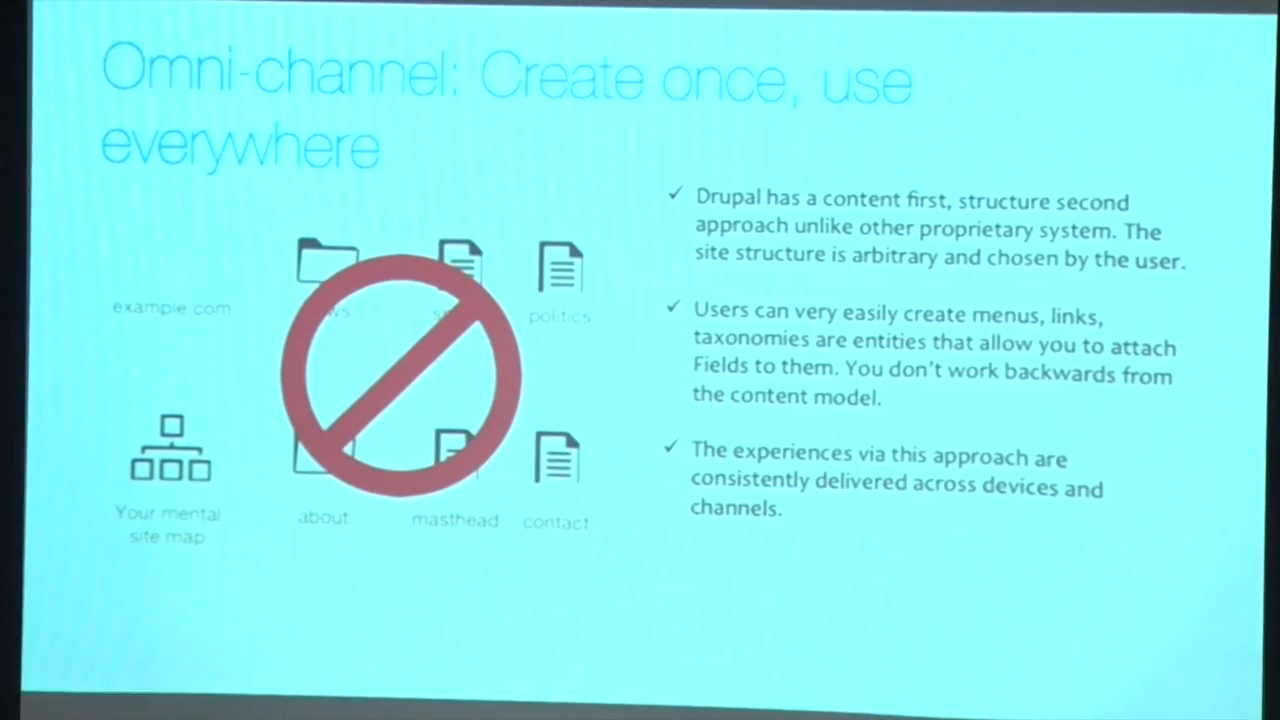 Omni-channel: Create once, use
everywhere
✓ Drupal has a content first, structure second
approach unlike other proprietary system. The
site structure is arbitrary and chosen by the user.
✓ Users can very easily create menus, links,
taxonomies are entities that allow you to attach
Fields to them. You don't work backwards from
the content model.
✓ The experiences via this approach are
consistently delivered across devices and
channels.
example.com
politics
Your mental
site map
about
masthead
contact